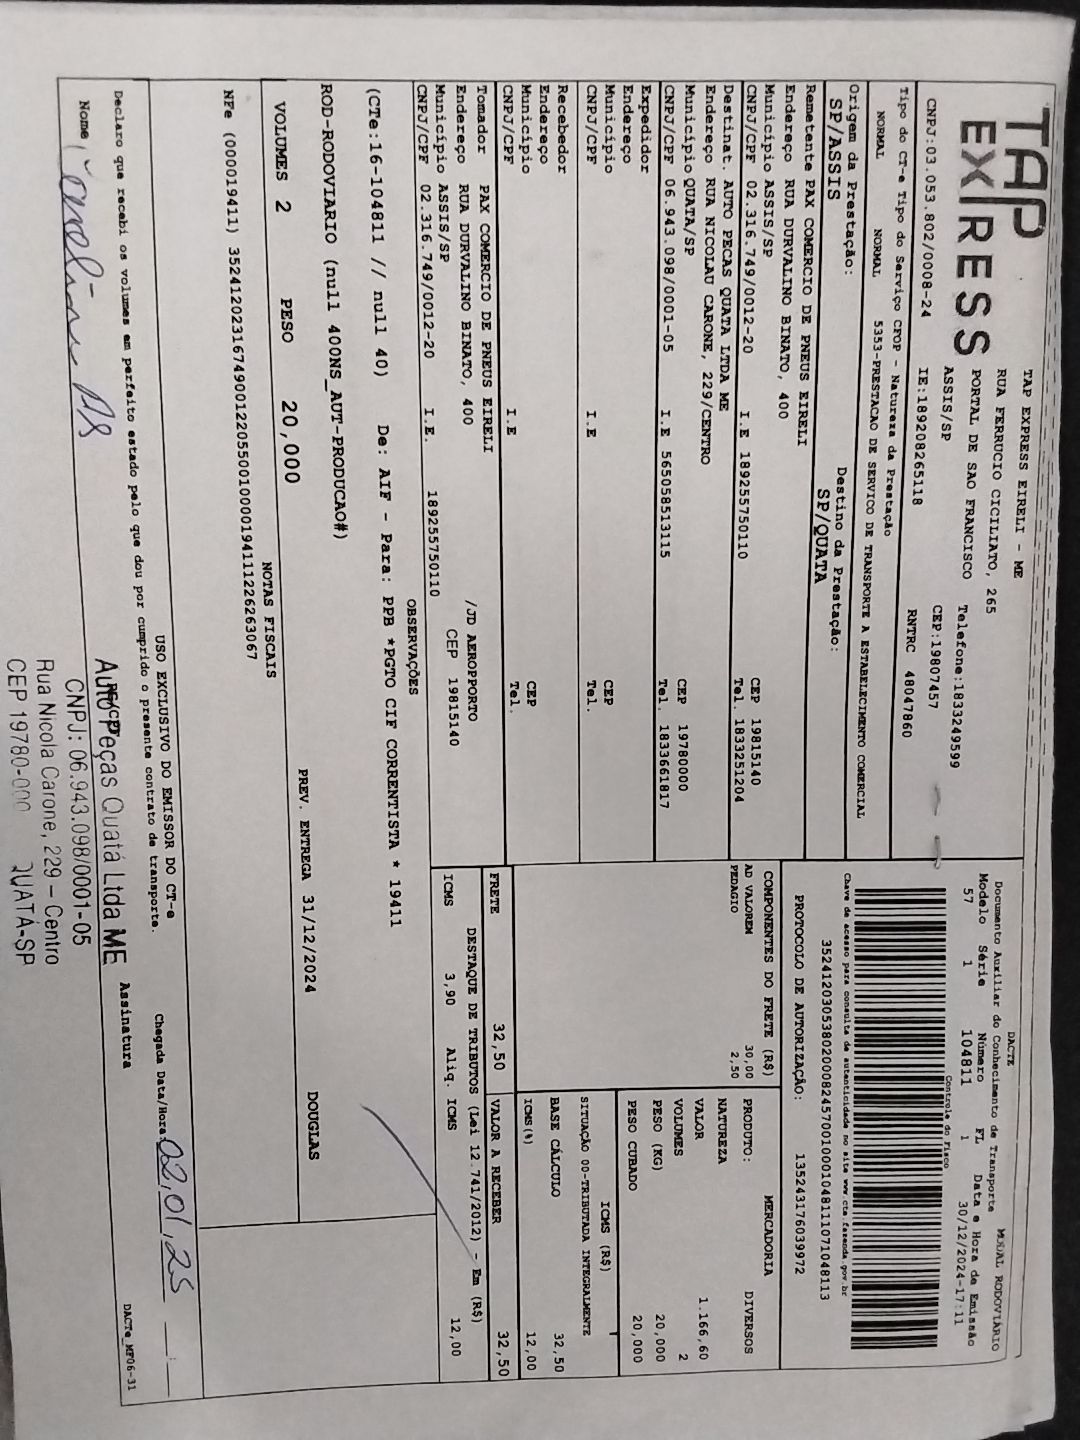 TAP
EXPRESS
TAP EXPRESS EIRELI - ME
RUA FERRUCIO CICILIATO, 265
PORTAL DE SAO FRANCISCO Telefone:1833249599
ASSIS/SP CEP:19807457
CNPJ:03.053.802/0008-24 IE:189208265118 RNTRC 48047860
DACTE
Documento Auxiliar do Conhecimento de Transporte MODAL RODOVIARIO
Modelo Série Número FL Data e Hora de Emissão
57 1 104811 1 30/12/2024-17:11
Controle do Fisco
Chave de acesso para consulta de autenticidade no site www.cte.fazenda.gov.br
35241203053802000824570010001048111071048113
PROTOCOLO DE AUTORIZAÇÃO: 135243176039972
Tipo do CT-e Tipo do Serviço CFOP - Natureza da Prestação
NORMAL NORMAL 5353-PRESTACAO DE SERVICO DE TRANSPORTE A ESTABELECIMENTO COMERCIAL
Origem da Prestação: Destino da Prestação:
SP/ASSIS SP/QUATA
Remetente PAX COMERCIO DE PNEUS EIRELI
Endereço RUA DURVALINO BINATO, 400
Municipio ASSIS/SP CEP 19815140
CNPJ/CPF 02.316.749/0012-20 I.E 189255750110 Tel. 1833251204
Destinat. AUTO PECAS QUATA LTDA ME
Endereço RUA NICOLAU CARONE, 229/CENTRO
Municipio QUATA/SP CEP 19780000
CNPJ/CPF 06.943.098/0001-05 I.E 565058513115 Tel. 1833661817
Expedidor
Endereço
Municipio CEP
CNPJ/CPF I.E Tel.
Recebedor
Endereço
Municipio CEP
CNPJ/CPF I.E Tel.
Tomador PAX COMERCIO DE PNEUS EIRELI
Endereço RUA DURVALINO BINATO, 400 /JD AEROPPORTO
Municipio ASSIS/SP CEP 19815140
CNPJ/CPF 02.316.749/0012-20 I.E. 189255750110
COMPONENTES DO FRETE (R$)
AD VALOREM 30,00
PEDAGIO 2,50
MERCADORIA
PRODUTO: DIVERSOS
NATUREZA
VALOR 1.166,60
VOLUMES 2
PESO (KG) 20,000
PESO CUBADO 20,000
ICMS (R$)
SITUAÇÃO 00-TRIBUTADA INTEGRALMENTE
BASE CÁLCULO 32,50
ICMS(%) 12,00
FRETE 32,50 VALOR A RECEBER 32,50
DESTAQUE DE TRIBUTOS (Lei 12.741/2012) - Em (R$)
ICMS 3,90 Aliq. ICMS 12,00
OBSERVAÇÕES
(CTe:16-104811 // null 40) De: AIF - Para: PPB *PGTO CIF CORRENTISTA * 19411
ROD-RODOVIARIO (null 400NS_AUT-PRODUCAO#)
DOUGLAS
VOLUMES 2 PESO 20,000 PREV. ENTREGA 31/12/2024
NOTAS FISCAIS
NFe (000019411) 35241202316749001220550010000194111226263067
USO EXCLUSIVO DO EMISSOR DO CT-e
Declaro que recebi os volumes em perfeito estado pelo que dou por cumprido o presente contrato de transporte.
Chegada Data/Hora: 02,01,25
Nome: RG/CPF: Assinatura
DACTe_MF06-31
Auto Peças Quatá Ltda ME
CNPJ: 06.943.098/0001-05
Rua Nicola Carone, 229 - Centro
CEP 19780-000 QUATÁ-SP